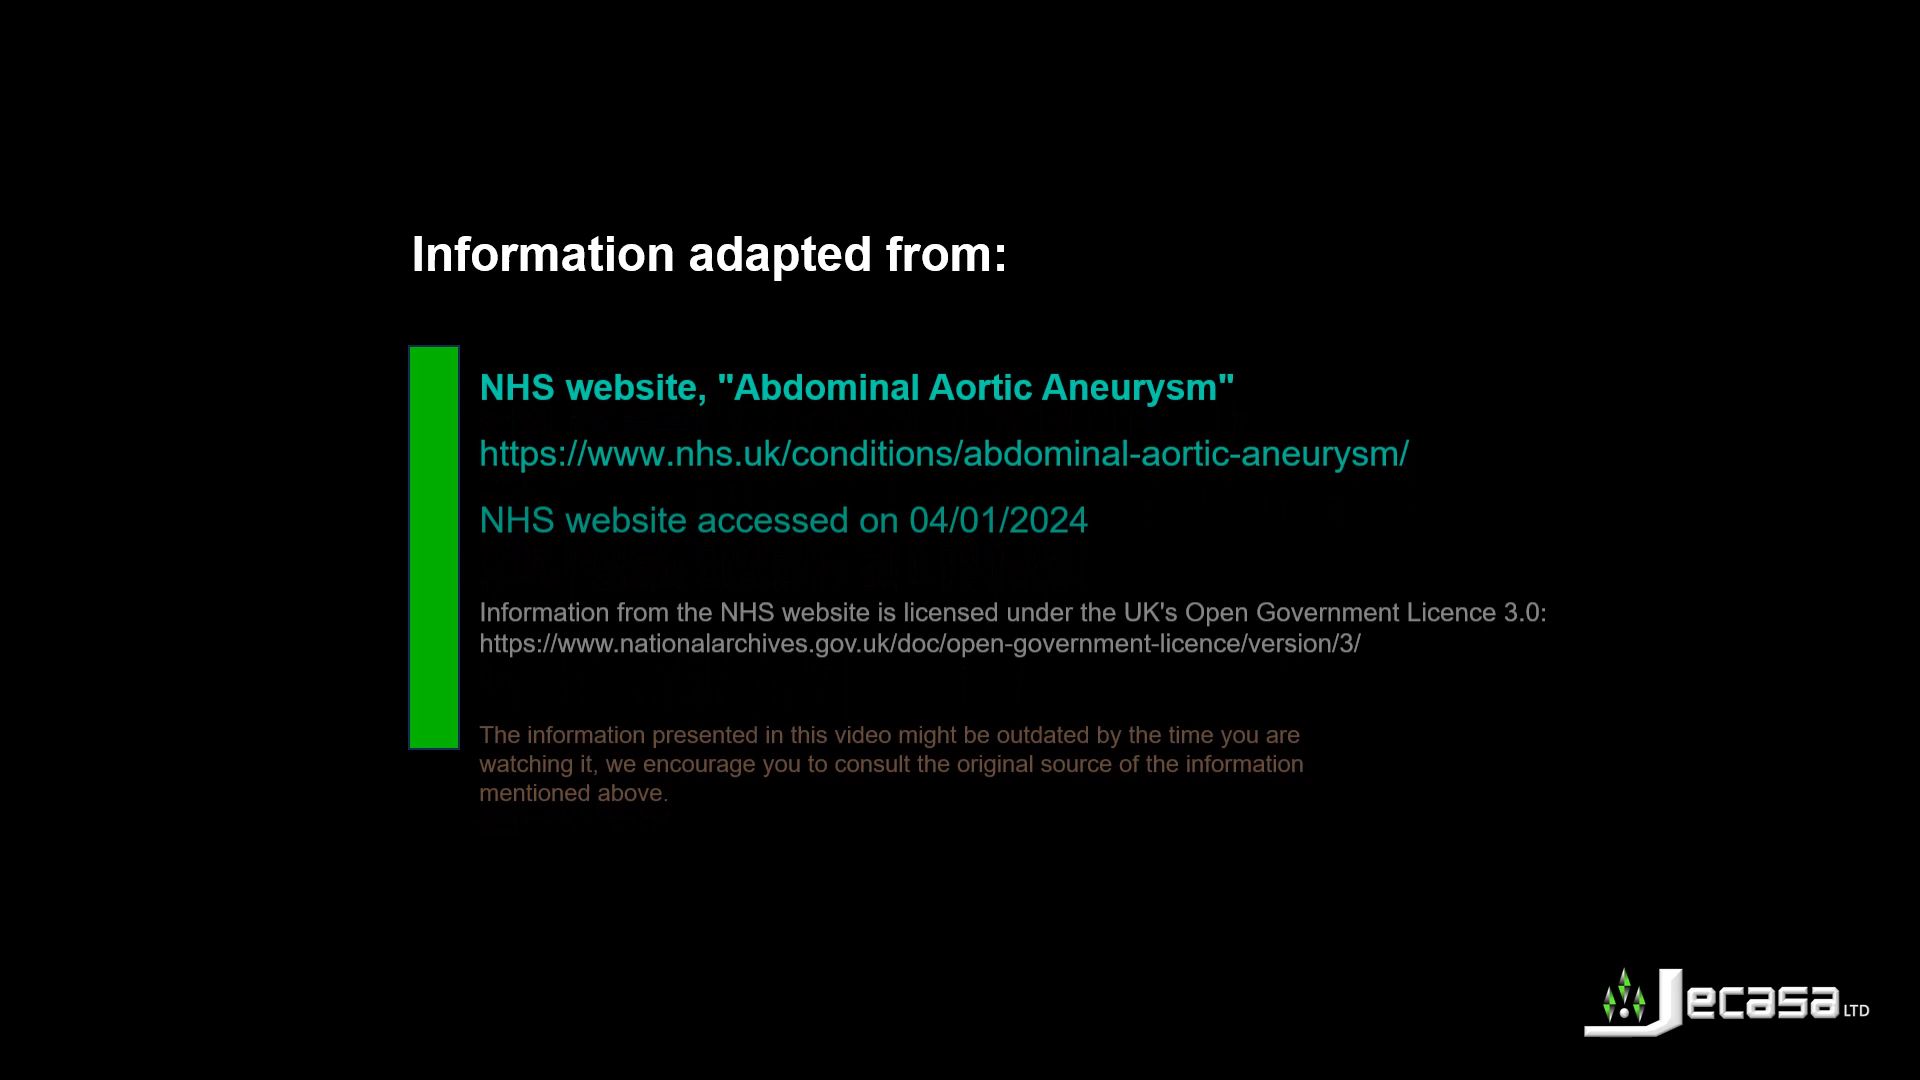 Information adapted from:
NHS website, "Abdominal Aortic Aneurysm"
https://www.nhs.uk/conditions/abdominal-aortic-aneurysm/
NHS website accessed on 04/01/2024
Information from the NHS website is licensed under the UK's Open Government Licence 3.0:
https://www.nationalarchives.gov.uk/doc/open-government-licence/version/3/
The information presented in this video might be outdated by the time you are
watching it, we encourage you to consult the original source of the information
mentioned above.
Jecasa LTD